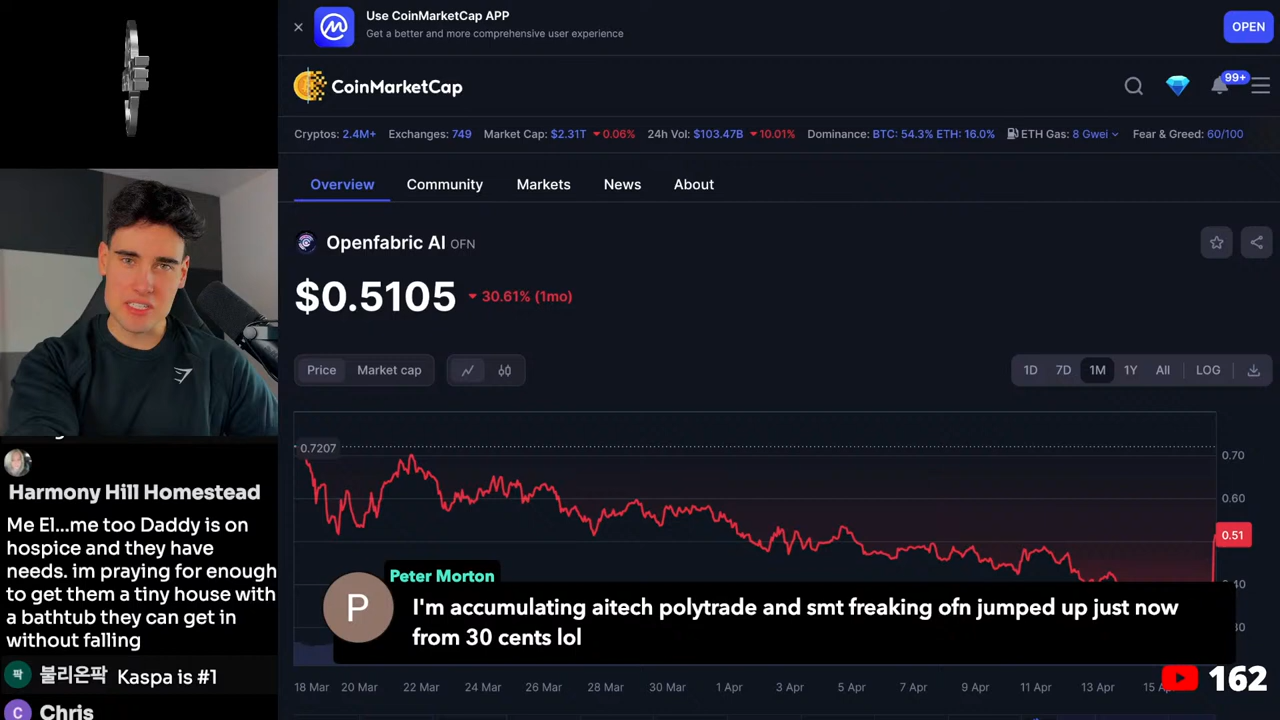 Use CoinMarketCap APP
Get a better and more comprehensive user experience
OPEN
CoinMarketCap
99+
Cryptos: 2.4M+ Exchanges: 749 Market Cap: $2.31T 0.06% 24h Vol: $103.47B 10.01% Dominance: BTC: 54.3% ETH: 16.0% ETH Gas: 8 Gwei Fear & Greed: 60/100
Overview Community Markets News About
Openfabric AI OFN
$0.5105 30.61% (1mo)
Price Market cap
1D 7D 1M 1Y All LOG
0.7207
0.70
0.60
0.51
Harmony Hill Homestead
Me El...me too Daddy is on
hospice and they have
needs. im praying for enough
to get them a tiny house with
a bathtub they can get in
without falling
팍 불리온팍 Kaspa is #1
C Chris
P
Peter Morton
I'm accumulating aitech polytrade and smt freaking ofn jumped up just now
from 30 cents lol
18 Mar 20 Mar 22 Mar 24 Mar 26 Mar 28 Mar 30 Mar 1 Apr 3 Apr 5 Apr 7 Apr 9 Apr 11 Apr 13 Apr 15
162